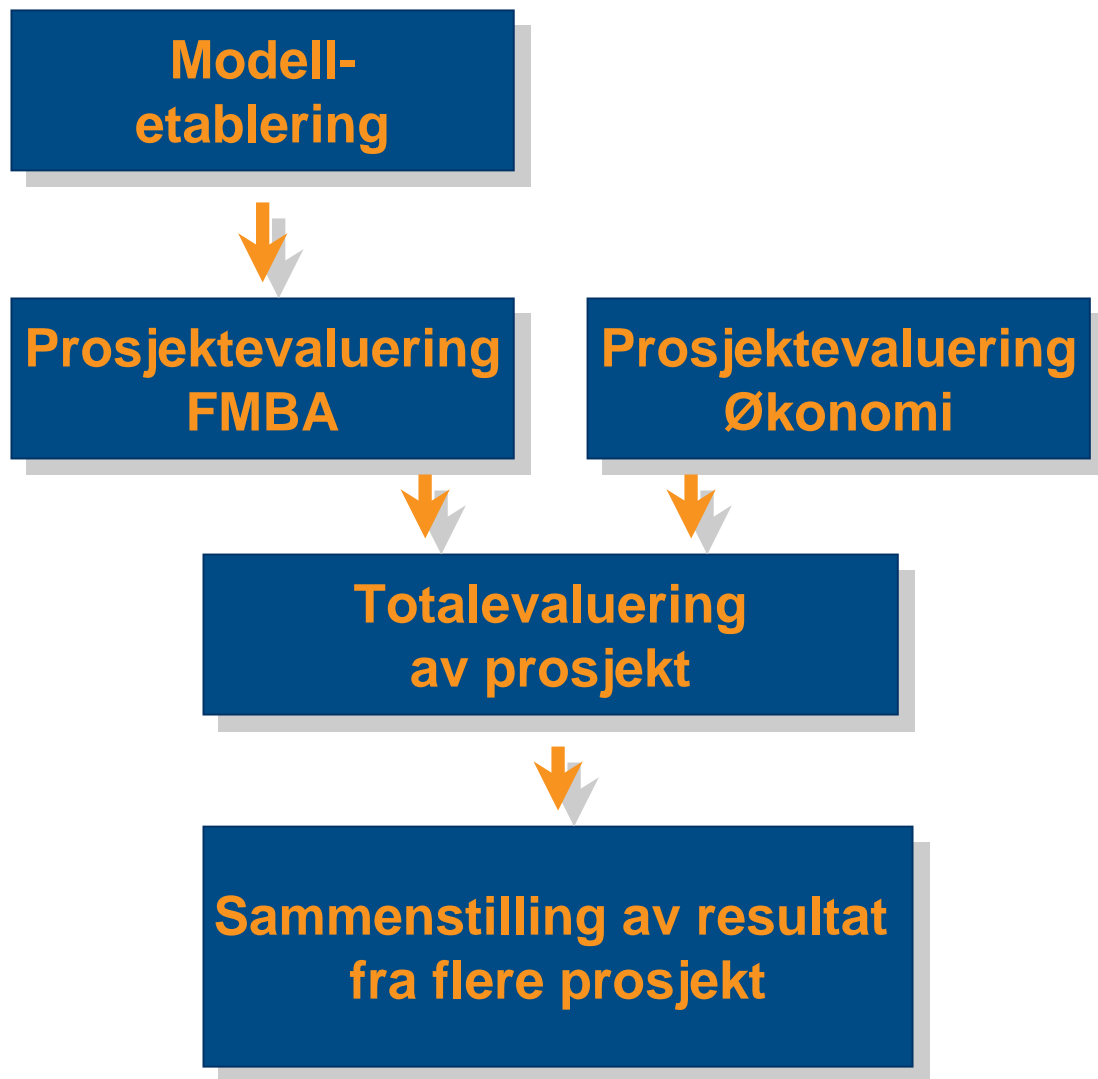 Modell-
etablering
Prosjektevaluering
FMBA
Prosjektevaluering
Økonomi
Totalevaluering
av prosjekt
Sammenstilling av resultat
fra flere prosjekt